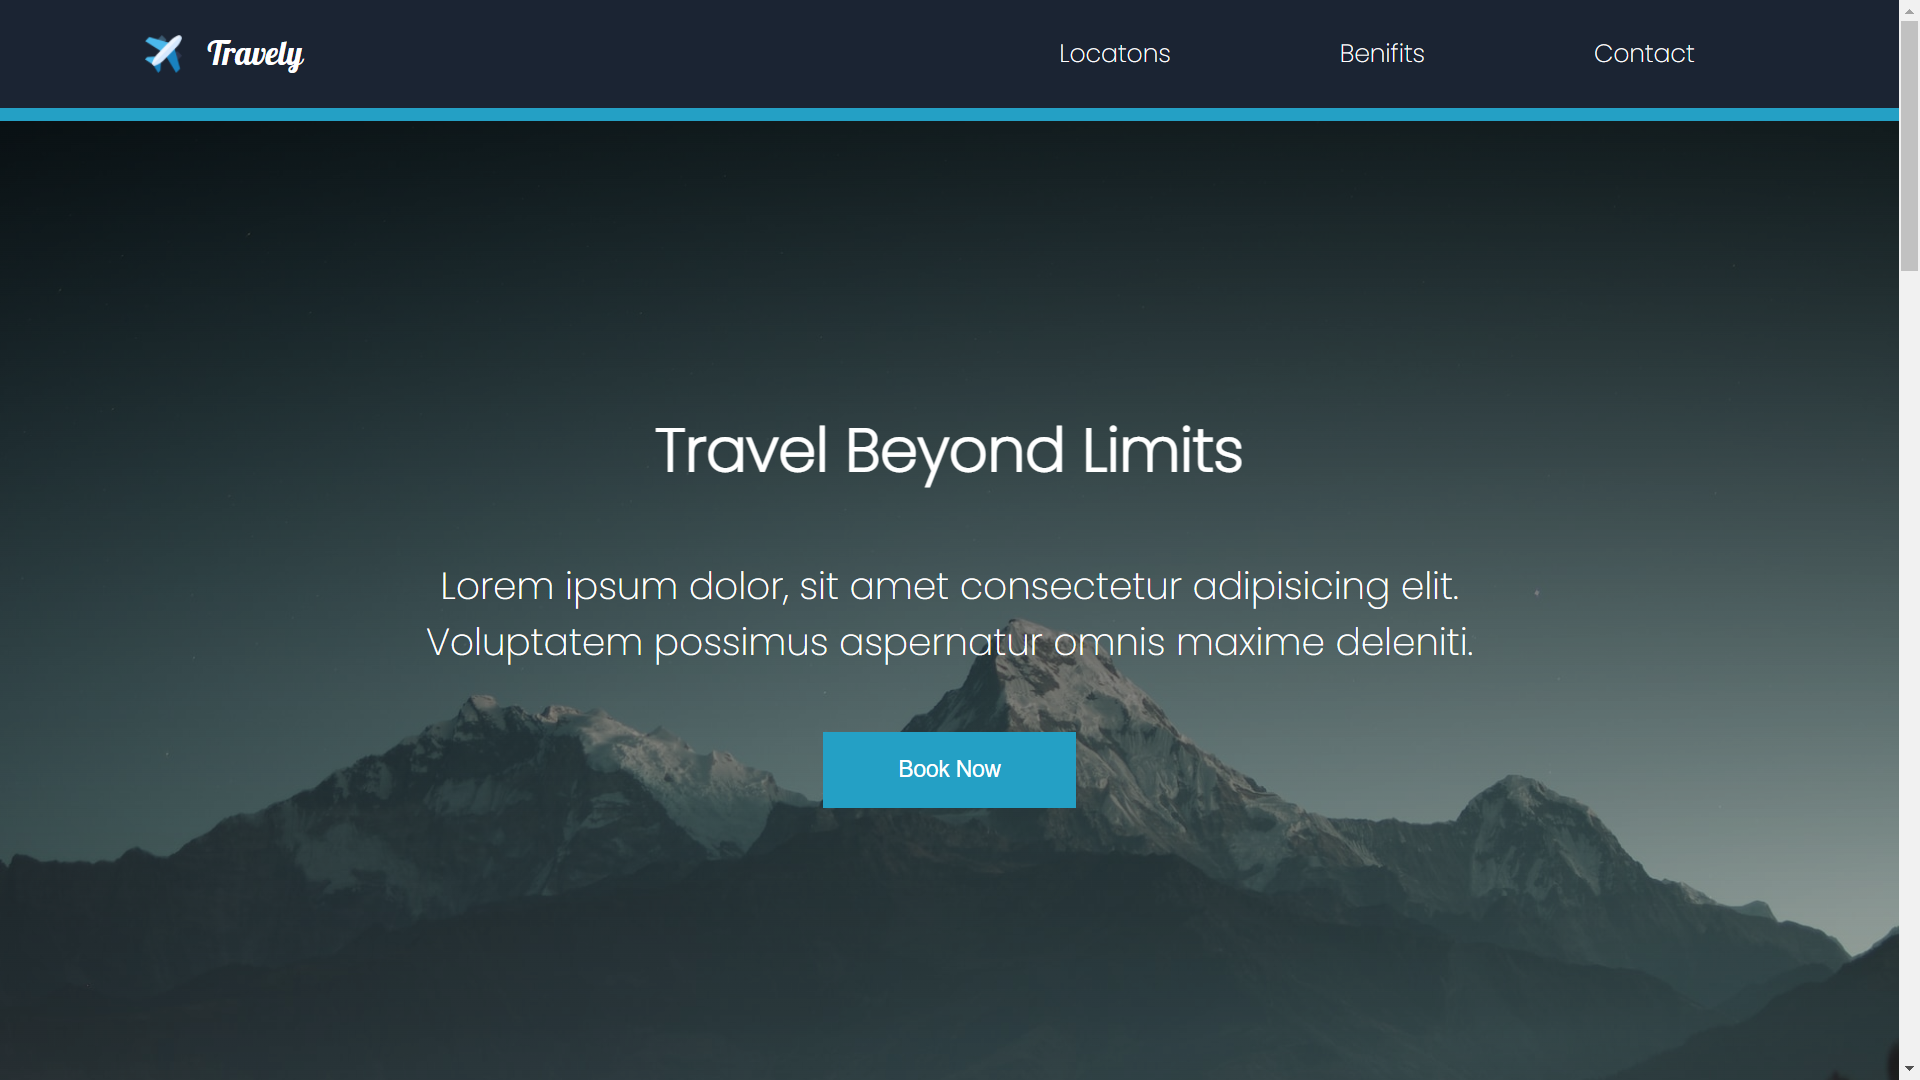 Travely
Locatons
Benifits
Contact
Travel Beyond Limits
Lorem ipsum dolor, sit amet consectetur adipisicing elit.
Voluptatem possimus aspernatur omnis maxime deleniti.
Book Now